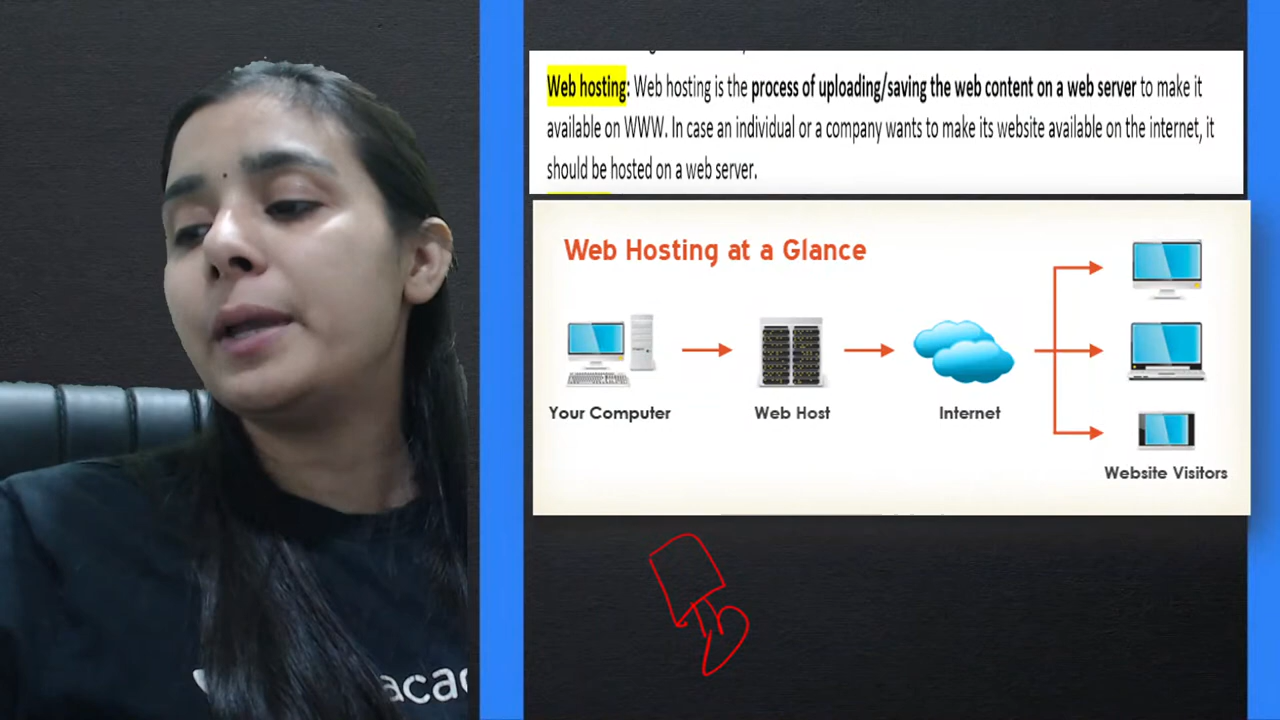 Web hosting: Web hosting is the process of uploading/saving the web content on a web server to make it
available on WWW. In case an individual or a company wants to make its website available on the internet, it
should be hosted on a web server.
Web Hosting at a Glance
Your Computer
Web Host
Internet
Website Visitors